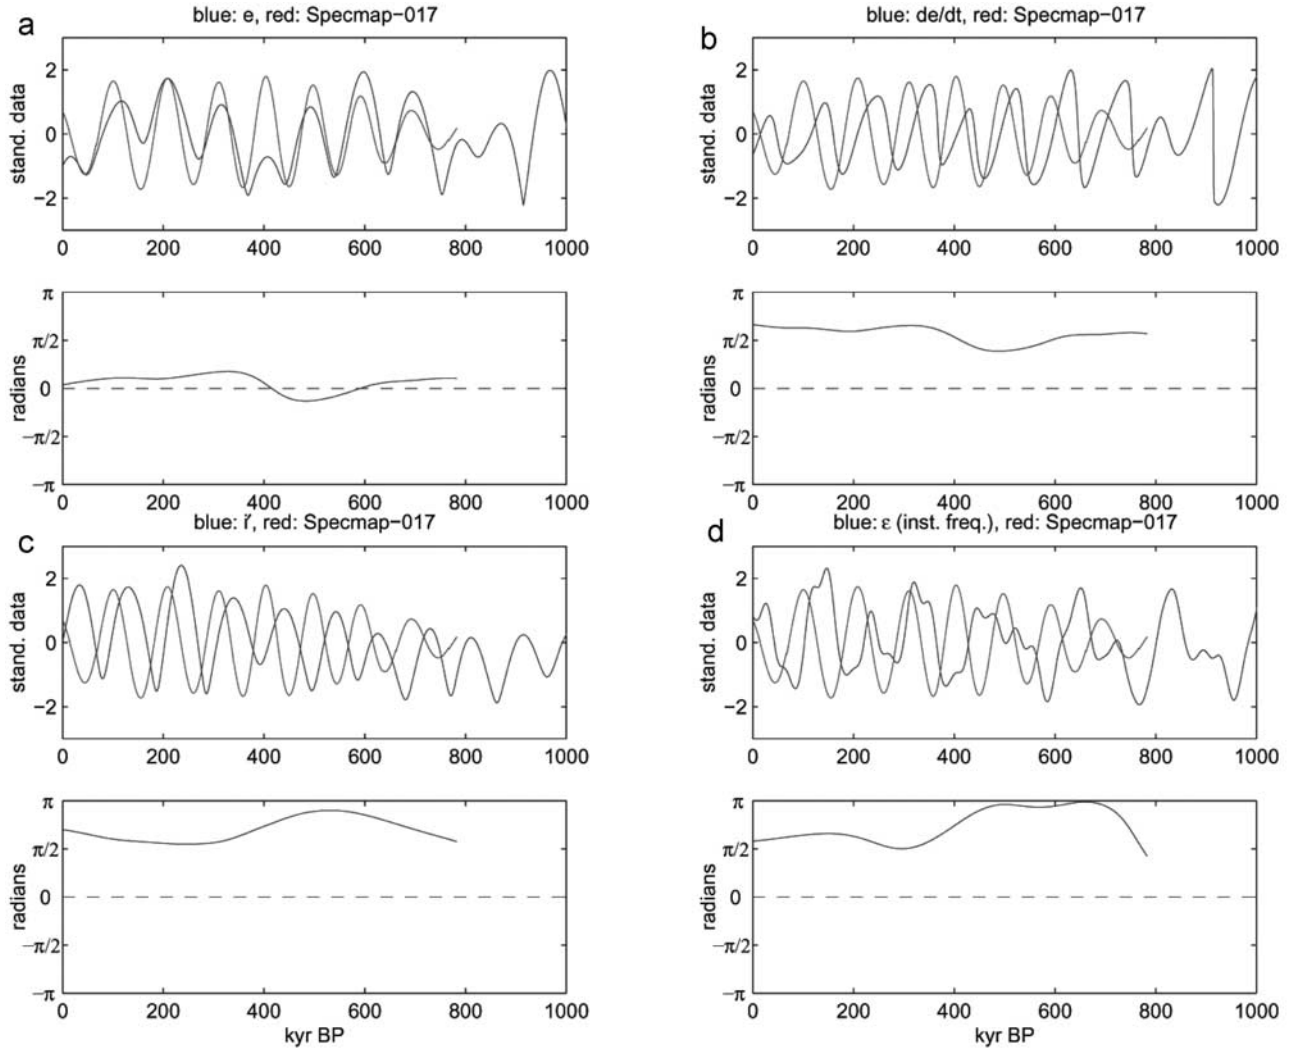 a
blue: e, red: Specmap−017
stand. data
2
0
−2
0 200 400 600 800 1000
radians
π
π/2
0
−π/2
−π
0 200 400 600 800 1000
b
blue: de/dt, red: Specmap−017
stand. data
2
0
−2
0 200 400 600 800 1000
kyr BP
radians
π
π/2
0
−π/2
−π
0 200 400 600 800 1000
c
blue: i', red: Specmap−017
stand. data
2
0
−2
0 200 400 600 800 1000
radians
π
π/2
0
−π/2
−π
0 200 400 600 800 1000
kyr BP
d
blue: ε (inst. freq.), red: Specmap−017
stand. data
2
0
−2
0 200 400 600 800 1000
radians
π
π/2
0
−π/2
−π
0 200 400 600 800 1000
kyr BP